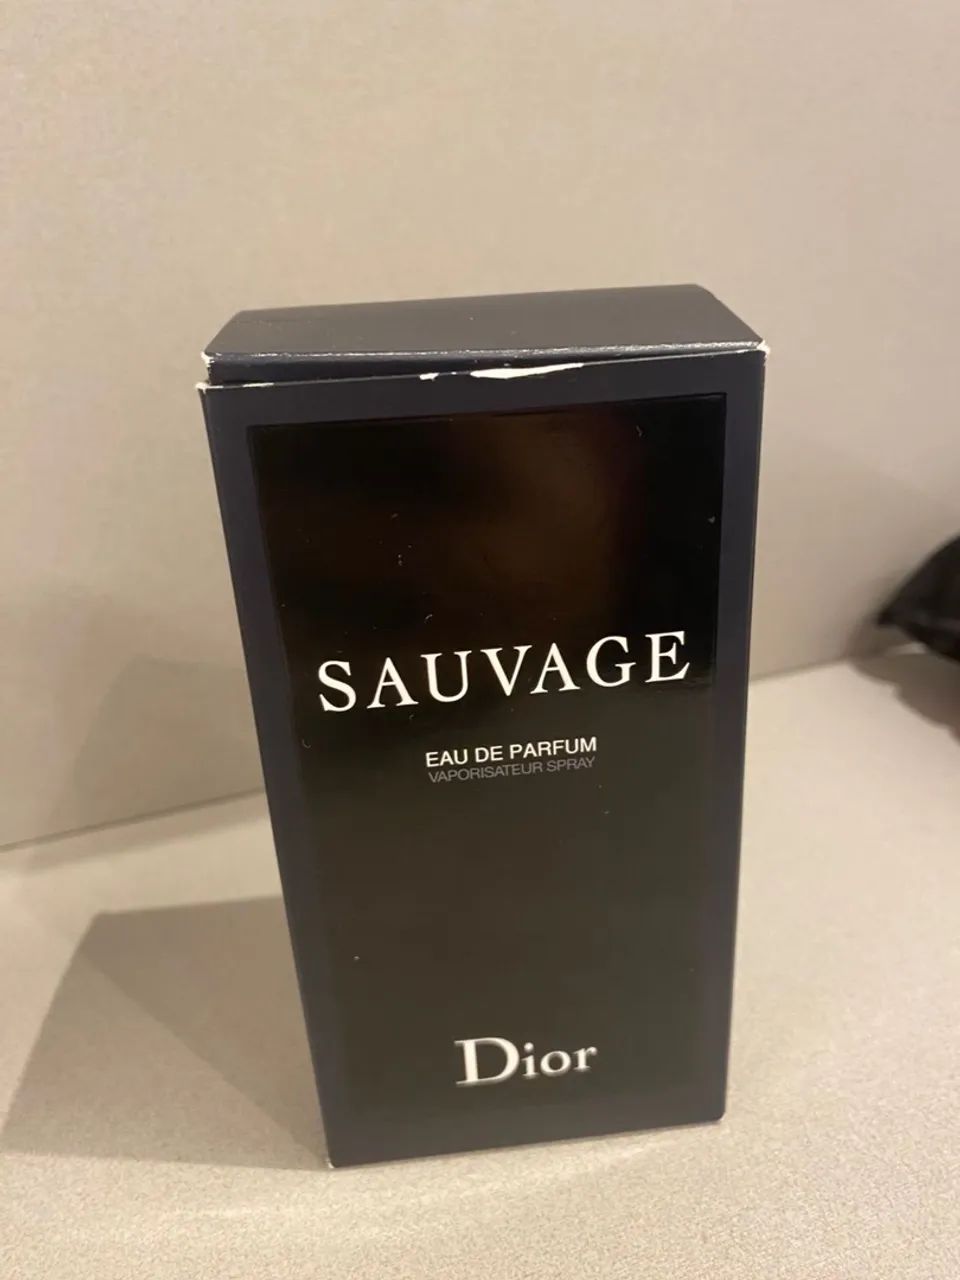 SAUVAGE
EAU DE PARFUM
VAPORISATEUR SPRAY
Dior